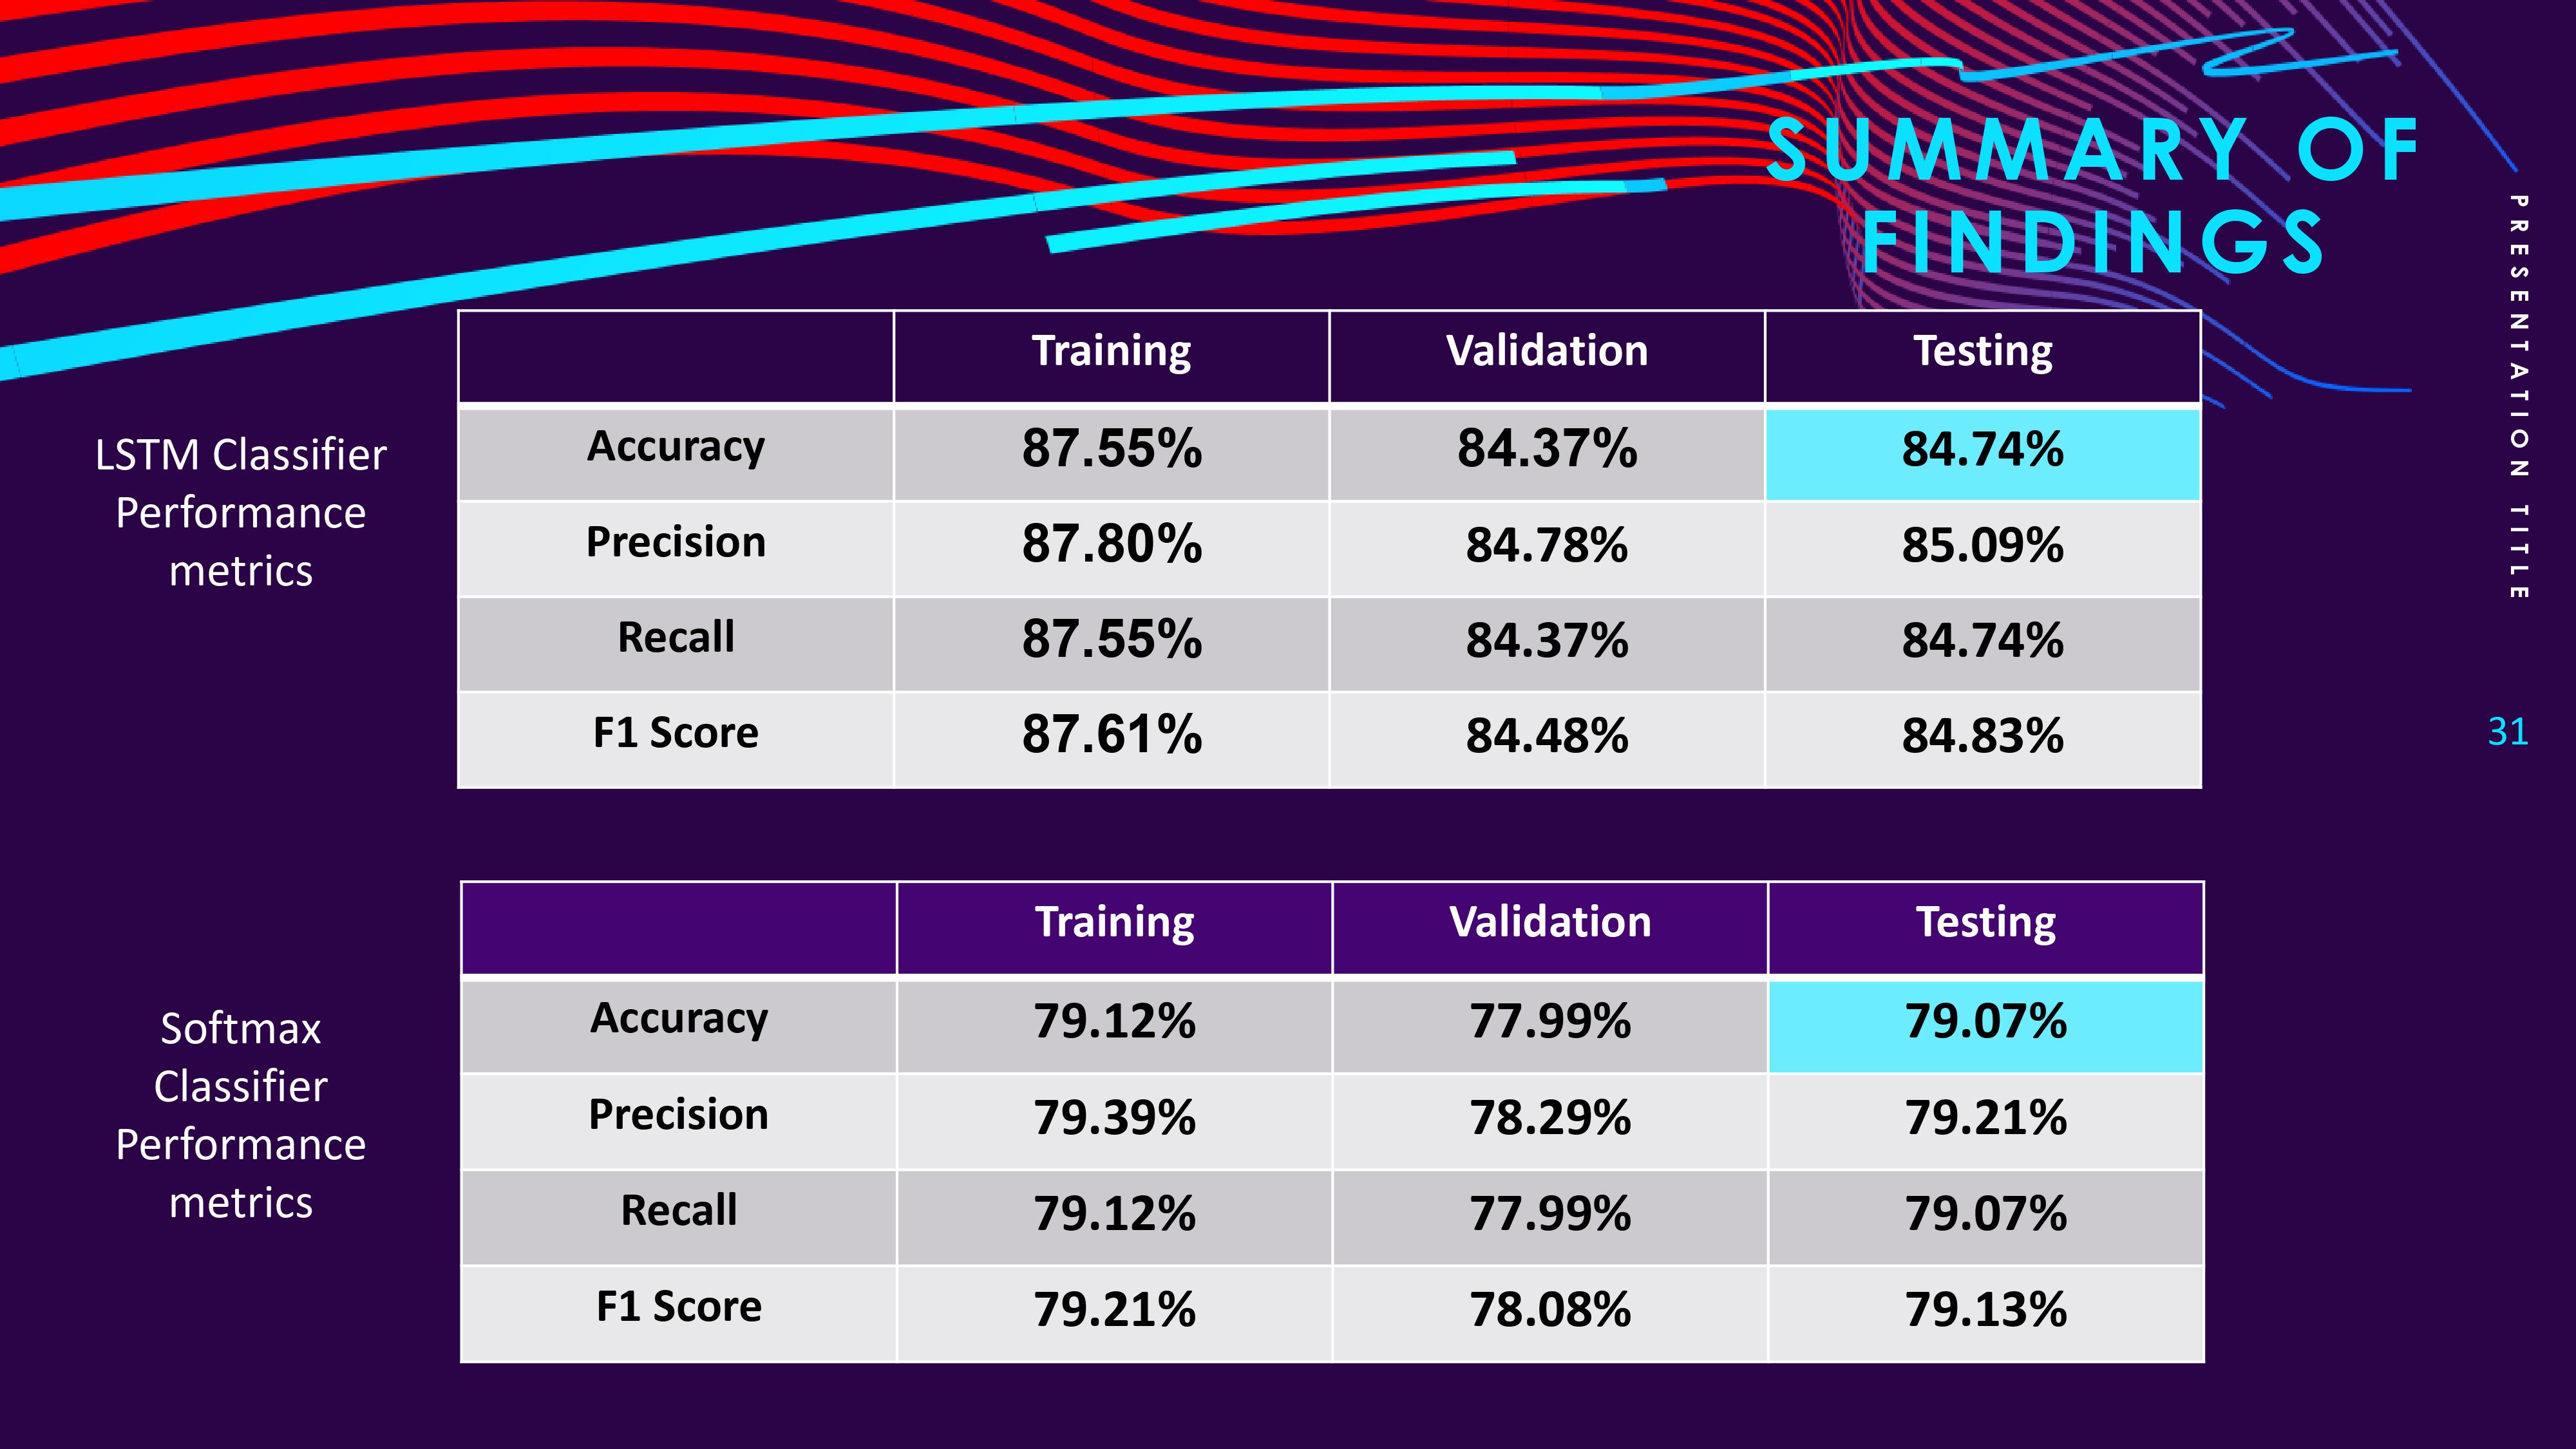 SUMMARY OF
FINDINGS
PRESENTATION TITLE
Training Validation Testing
LSTM Classifier
Performance
metrics
Accuracy 87.55% 84.37% 84.74%
Precision 87.80% 84.78% 85.09%
Recall 87.55% 84.37% 84.74%
F1 Score 87.61% 84.48% 84.83%
31
Training Validation Testing
Softmax
Classifier
Performance
metrics
Accuracy 79.12% 77.99% 79.07%
Precision 79.39% 78.29% 79.21%
Recall 79.12% 77.99% 79.07%
F1 Score 79.21% 78.08% 79.13%